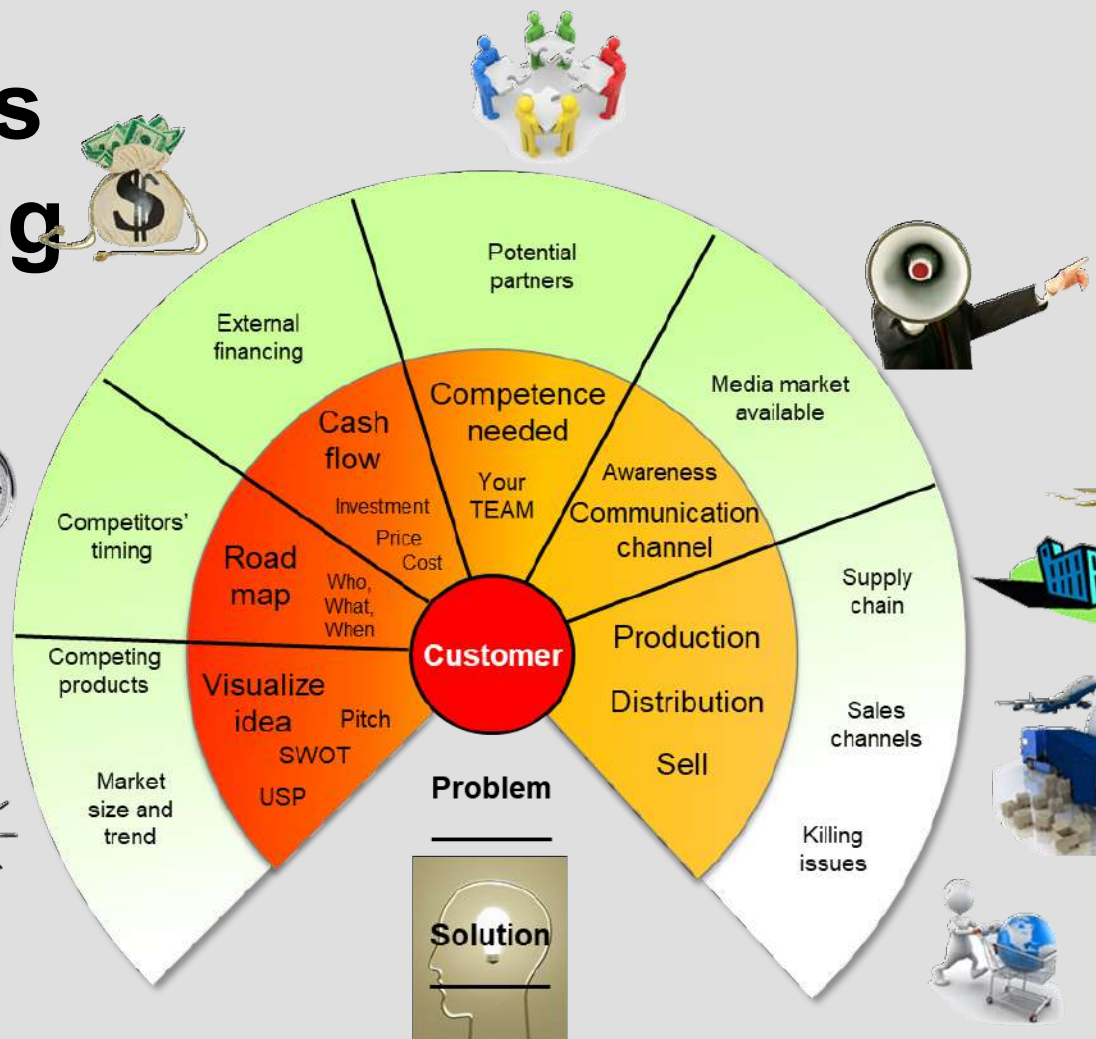 s
g
$
Potential
partners
External
financing
Media market
available
Competitors'
timing
Supply
chain
Competing
products
Sales
channels
Market
size and
trend
Killing
issues
Cash
flow
Investment
Price
Cost
Competence
needed
Your
TEAM
Awareness
Communication
channel
Road
map
Who,
What,
When
Visualize
idea
Pitch
SWOT
USP
Production
Distribution
Sell
Customer
Problem
Solution